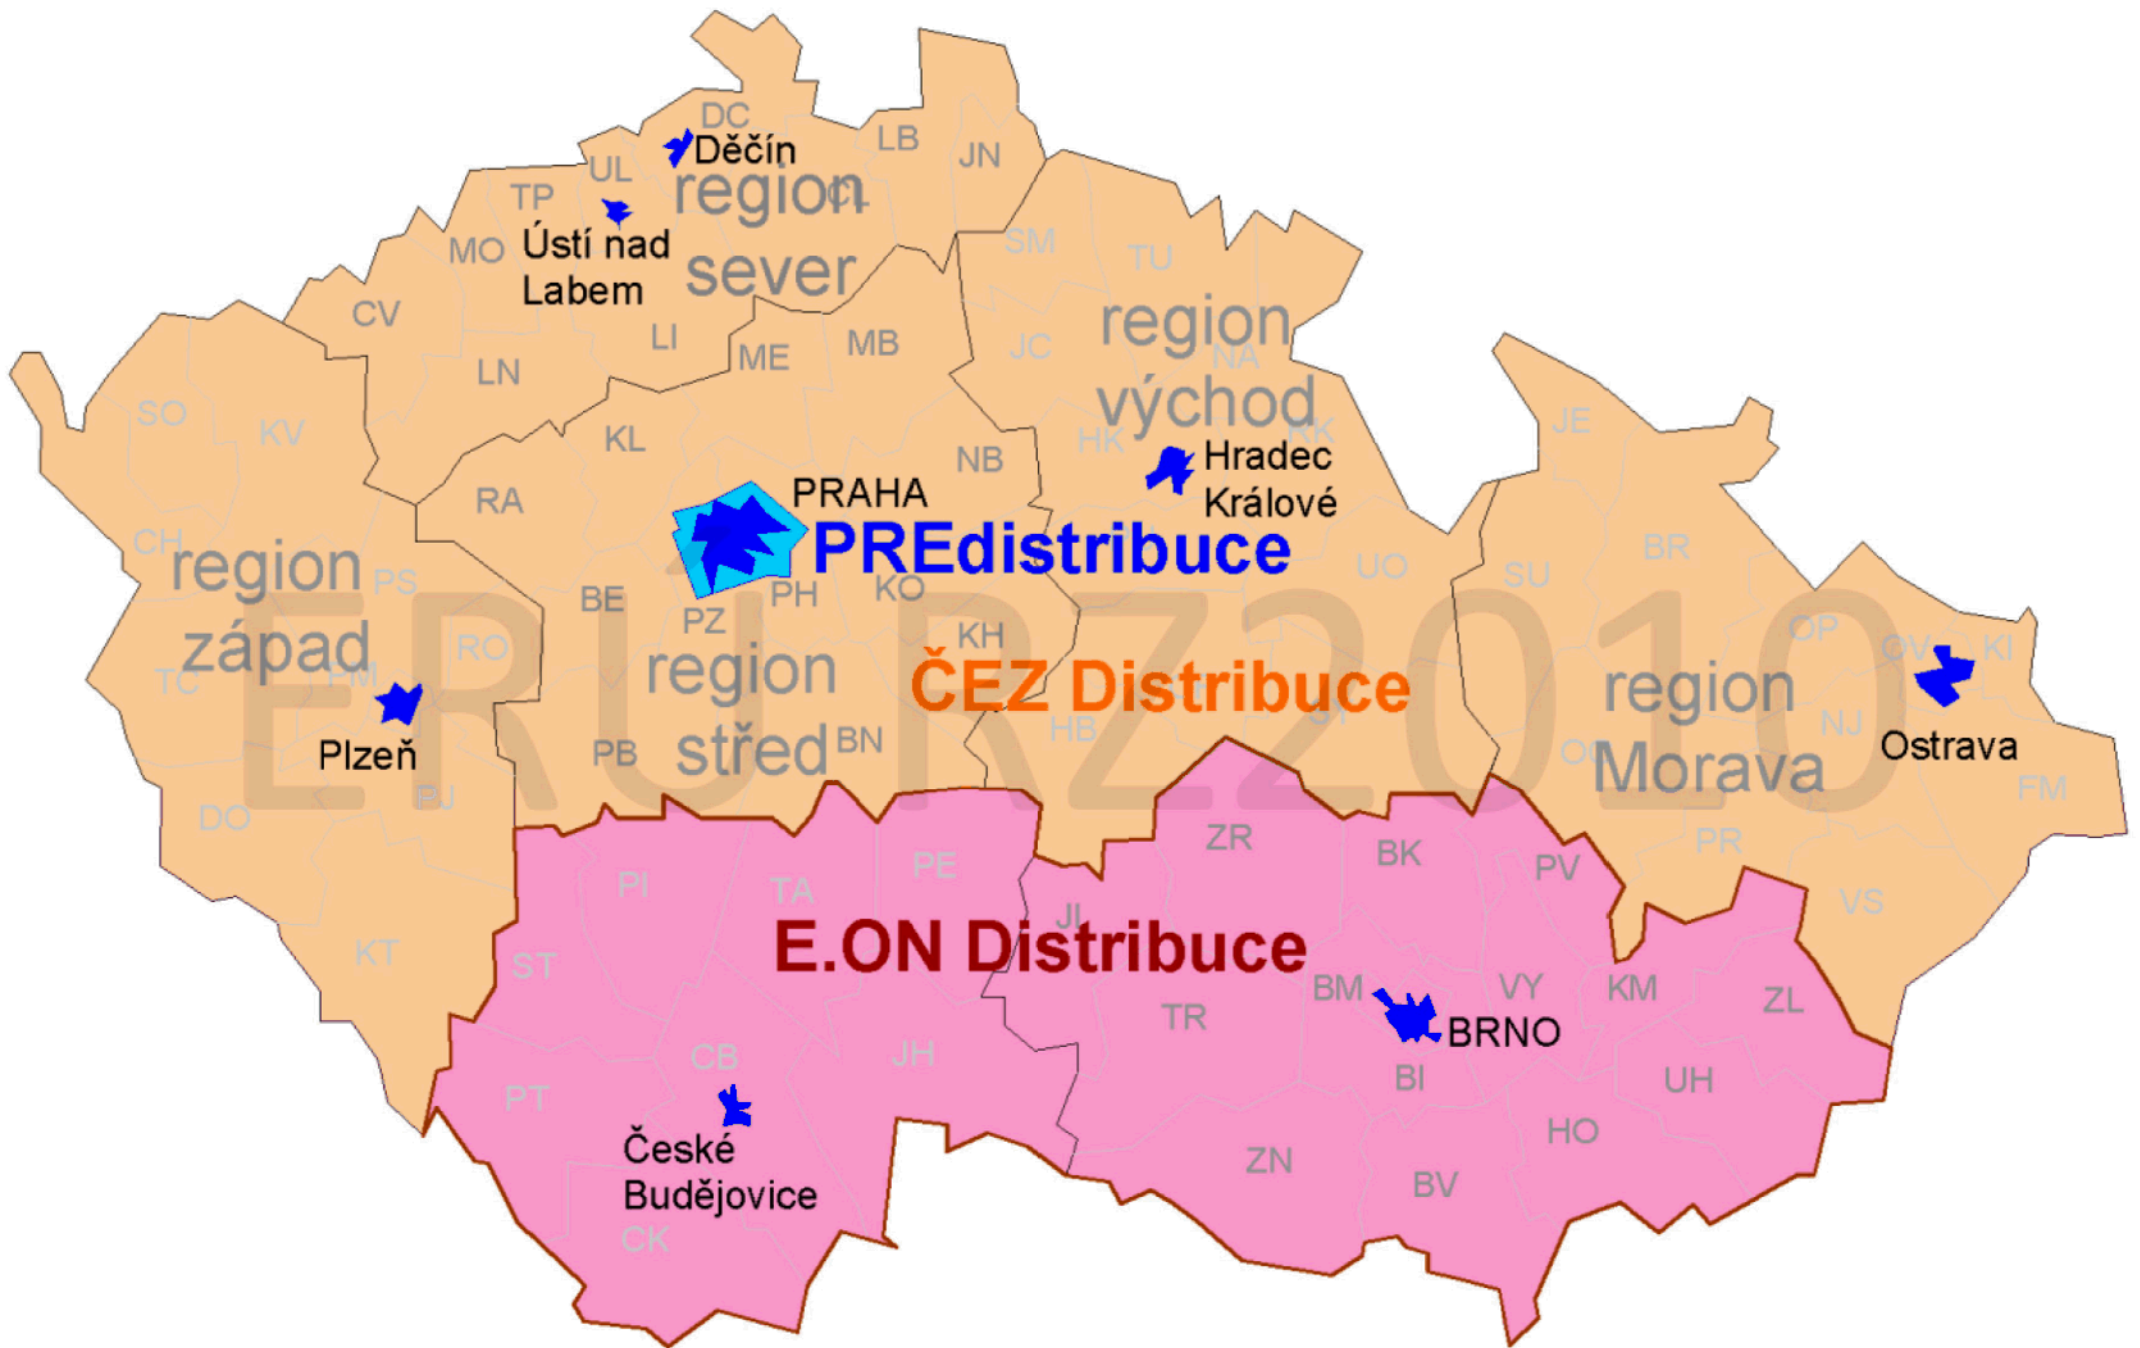 DC
LB
JN
Děčín
UL
TP
region
CL
MO
Ústí nad
Labem
sever
SM
TU
CV
LI
ME
MB
JC
region
NA
LN
východ
SO
KV
KL
HK
RK
JE
NB
Hradec
Králové
RA
PRAHA
PREdistribuce
CH
region
PS
BE
PZ
PH
KO
UO
SU
BR
ERÚ RZ2010
západ
RO
KH
OP
OV
KI
TC
PM
region
ČEZ Distribuce
SY
region
Plzeň
PB
střed
BN
HB
OC
Morava
NJ
Ostrava
DO
PJ
FM
ZR
BK
PV
PR
PI
TA
PE
JI
VS
KT
ST
E.ON Distribuce
BM
VY
KM
ZL
TR
BRNO
CB
JH
BI
UH
PT
České
Budějovice
HO
ZN
BV
CK